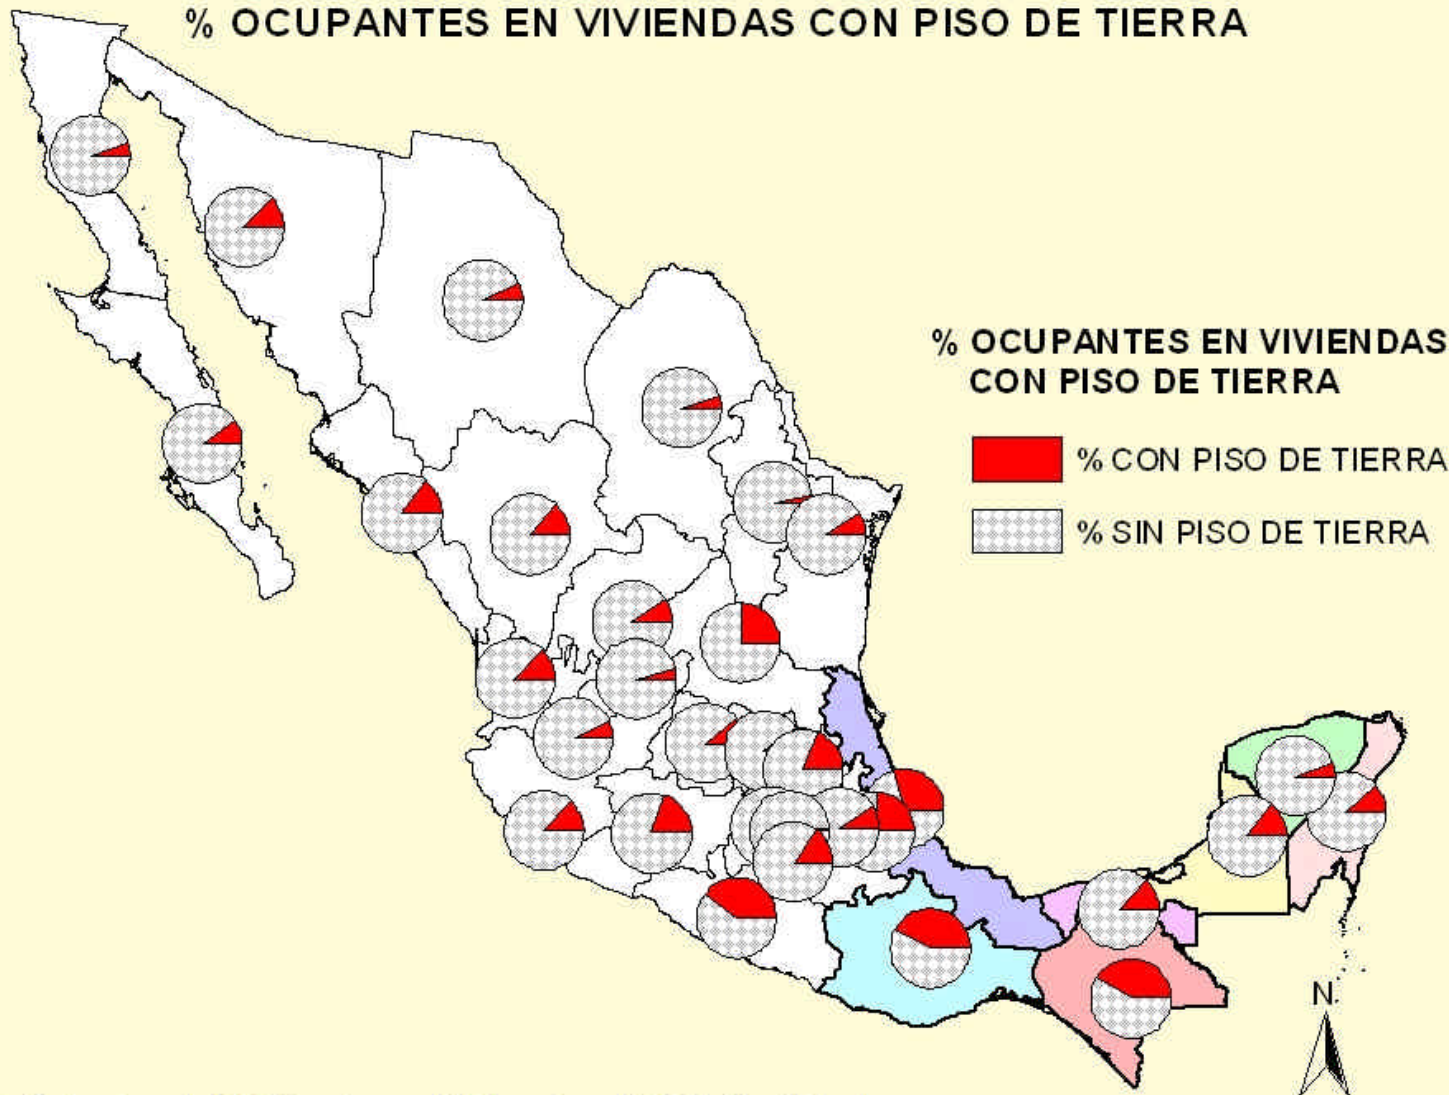 % OCUPANTES EN VIVIENDAS CON PISO DE TIERRA
% OCUPANTES EN VIVIENDAS
CON PISO DE TIERRA
% CON PISO DE TIERRA
% SIN PISO DE TIERRA
N